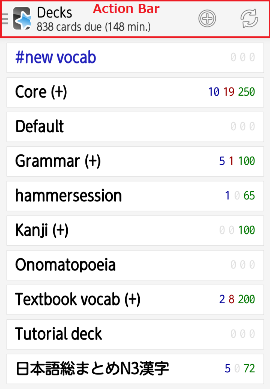 Decks
Action Bar
838 cards due (148 min.)
#new vocab 0 0 0
Core (+) 10 19 250
Default 0 0 0
Grammar (+) 5 1 100
hammersession 1 0 65
Kanji (+) 0 0 100
Onomatopoeia 0 0 0
Textbook vocab (+) 2 8 200
Tutorial deck 0 0 0
日本語総まとめN3漢字 5 0 72